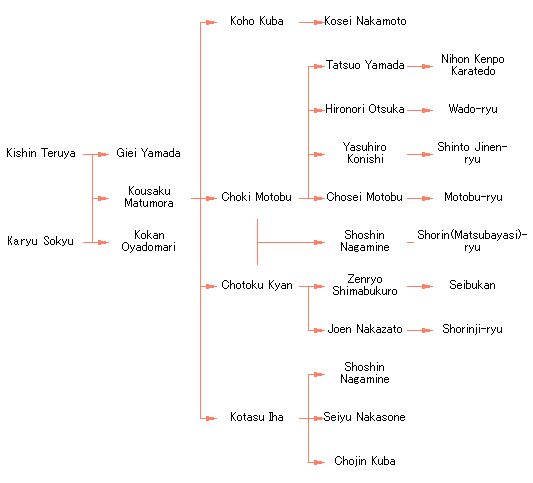 Koho Kuba
Kosei Nakamoto
Tatsuo Yamada
Nihon Kenpo
Karatedo
Hironori Otsuka
Wado-ryu
Kishin Teruya
Giei Yamada
Yasuhiro
Konishi
Shinto Jinen-
ryu
Kousaku
Matumora
Choki Motobu
Chosei Motobu
Motobu-ryu
Karyu Sokyu
Kokan
Oyadomari
Shoshin
Nagamine
Shorin(Matsubayasi)-
ryu
Chotoku Kyan
Zenryo
Shimabukuro
Seibukan
Joen Nakazato
Shorinji-ryu
Shoshin
Nagamine
Kotasu Iha
Seiyu Nakasone
Chojin Kuba